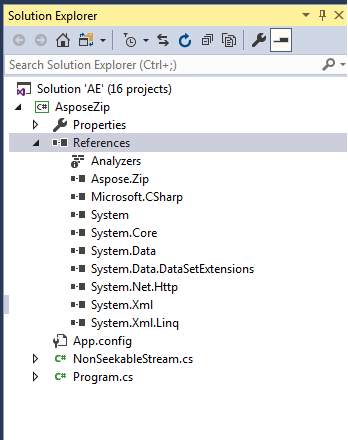 Solution Explorer
Search Solution Explorer (Ctrl+;)
Solution 'AE' (16 projects)
C# AsposeZip
Properties
References
Analyzers
Aspose.Zip
Microsoft.CSharp
System
System.Core
System.Data
System.Data.DataSetExtensions
System.Net.Http
System.Xml
System.Xml.Linq
App.config
C# NonSeekableStream.cs
C# Program.cs